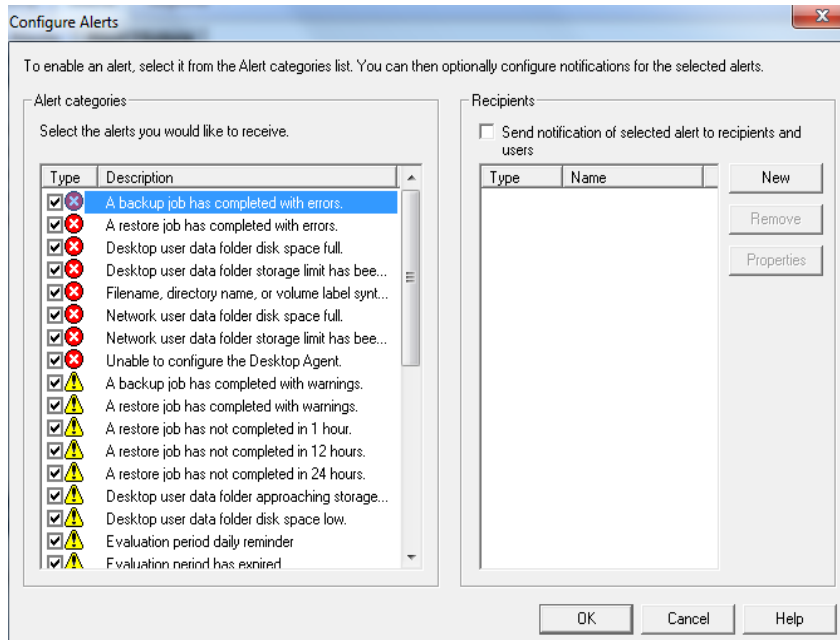 Configure Alerts
To enable an alert, select it from the Alert categories list. You can then optionally configure notifications for the selected alerts.
Alert categories
Select the alerts you would like to receive.
Type Description
A backup job has completed with errors.
A restore job has completed with errors.
Desktop user data folder disk space full.
Desktop user data folder storage limit has bee...
Filename, directory name, or volume label synt...
Network user data folder disk space full.
Network user data folder storage limit has bee...
Unable to configure the Desktop Agent.
A backup job has completed with warnings.
A restore job has completed with warnings.
A restore job has not completed in 1 hour.
A restore job has not completed in 12 hours.
A restore job has not completed in 24 hours.
Desktop user data folder approaching storage...
Desktop user data folder disk space low.
Evaluation period daily reminder
Evaluation period has expired
Recipients
Send notification of selected alert to recipients and
users
Type Name
New
Remove
Properties
OK Cancel Help